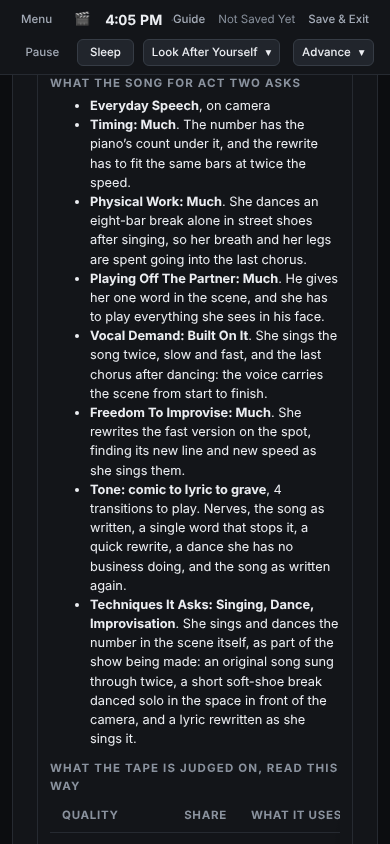 Menu 🎬 4:05 PM Guide Not Saved Yet Save & Exit
Pause Sleep Look After Yourself ▾ Advance ▾
WHAT THE SONG FOR ACT TWO ASKS
• Everyday Speech, on camera
• Timing: Much. The number has the
piano's count under it, and the rewrite
has to fit the same bars at twice the
speed.
• Physical Work: Much. She dances an
eight-bar break alone in street shoes
after singing, so her breath and her legs
are spent going into the last chorus.
• Playing Off The Partner: Much. He gives
her one word in the scene, and she has
to play everything she sees in his face.
• Vocal Demand: Built On It. She sings the
song twice, slow and fast, and the last
chorus after dancing: the voice carries
the scene from start to finish.
• Freedom To Improvise: Much. She
rewrites the fast version on the spot,
finding its new line and new speed as
she sings them.
• Tone: comic to lyric to grave, 4
transitions to play. Nerves, the song as
written, a single word that stops it, a
quick rewrite, a dance she has no
business doing, and the song as written
again.
• Techniques It Asks: Singing, Dance,
Improvisation. She sings and dances the
number in the scene itself, as part of the
show being made: an original song sung
through twice, a short soft-shoe break
danced solo in the space in front of the
camera, and a lyric rewritten as she
sings it.
WHAT THE TAPE IS JUDGED ON, READ THIS
WAY
QUALITY SHARE WHAT IT USES